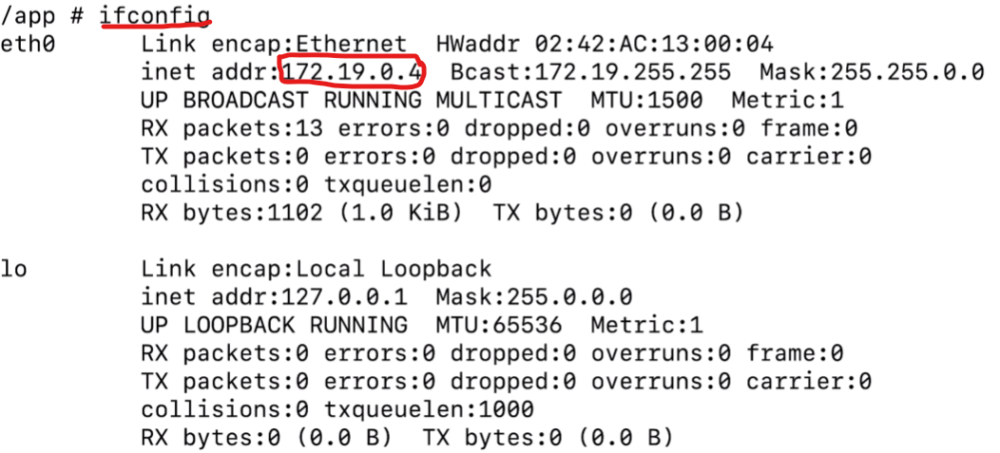 /app # ifconfig
eth0      Link encap:Ethernet  HWaddr 02:42:AC:13:00:04
          inet addr:172.19.0.4  Bcast:172.19.255.255  Mask:255.255.0.0
          UP BROADCAST RUNNING MULTICAST  MTU:1500  Metric:1
          RX packets:13 errors:0 dropped:0 overruns:0 frame:0
          TX packets:0 errors:0 dropped:0 overruns:0 carrier:0
          collisions:0 txqueuelen:0
          RX bytes:1102 (1.0 KiB)  TX bytes:0 (0.0 B)

lo        Link encap:Local Loopback
          inet addr:127.0.0.1  Mask:255.0.0.0
          UP LOOPBACK RUNNING  MTU:65536  Metric:1
          RX packets:0 errors:0 dropped:0 overruns:0 frame:0
          TX packets:0 errors:0 dropped:0 overruns:0 carrier:0
          collisions:0 txqueuelen:1000
          RX bytes:0 (0.0 B)  TX bytes:0 (0.0 B)